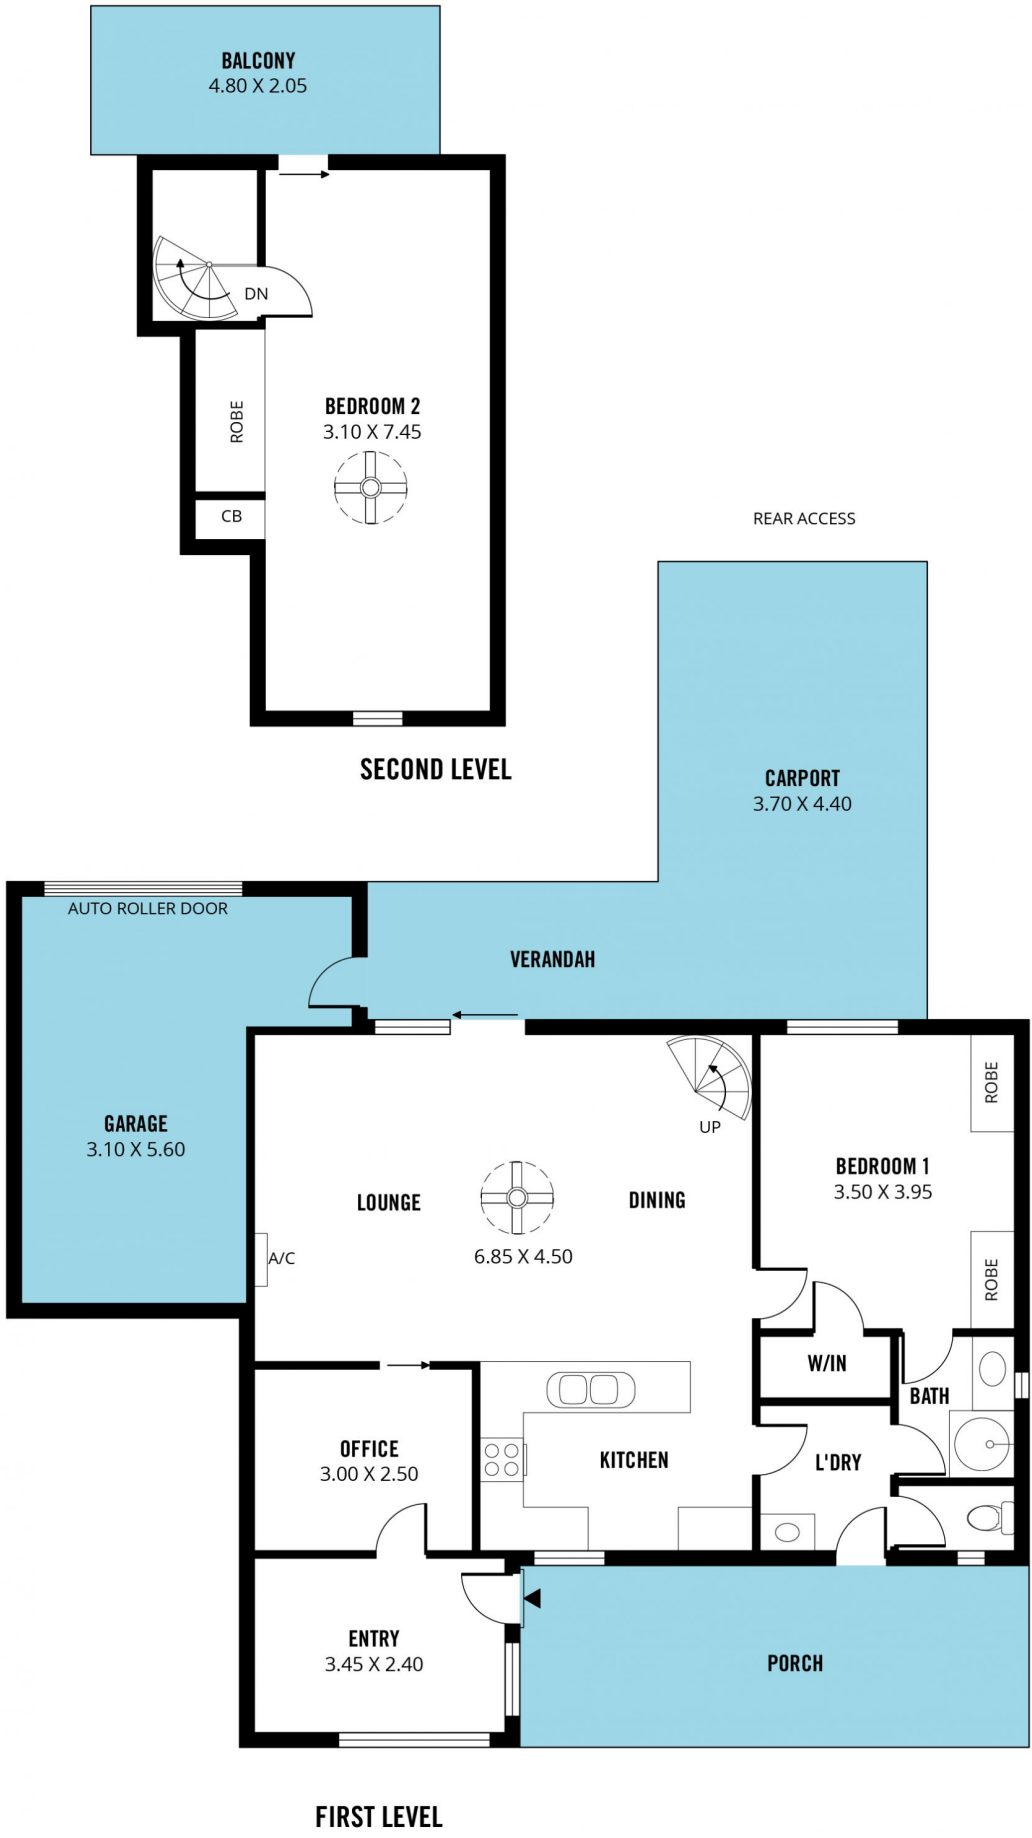 BALCONY
4.80 X 2.05
DN
ROBE
BEDROOM 2
3.10 X 7.45
CB
REAR ACCESS
SECOND LEVEL
CARPORT
3.70 X 4.40
AUTO ROLLER DOOR
VERANDAH
GARAGE
3.10 X 5.60
UP
ROBE
LOUNGE
DINING
BEDROOM 1
3.50 X 3.95
A/C
6.85 X 4.50
ROBE
W/IN
BATH
OFFICE
3.00 X 2.50
KITCHEN
L'DRY
ENTRY
3.45 X 2.40
PORCH
FIRST LEVEL